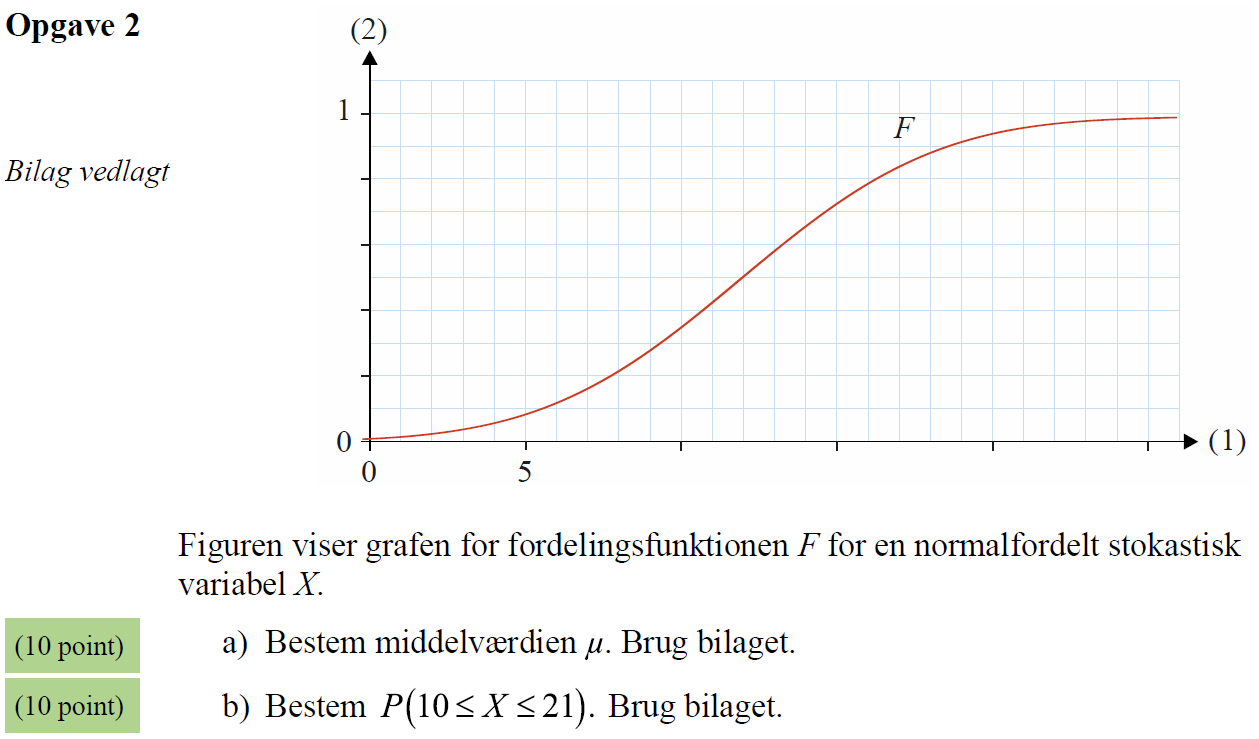 Opgave 2
(2)
1
F
Bilag vedlagt
0
(1)
0
5
Figuren viser grafen for fordelingsfunktionen F for en normalfordelt stokastisk
variabel X.
(10 point) a) Bestem middelværdien μ. Brug bilaget.
(10 point) b) Bestem P(10 ≤ X ≤ 21). Brug bilaget.